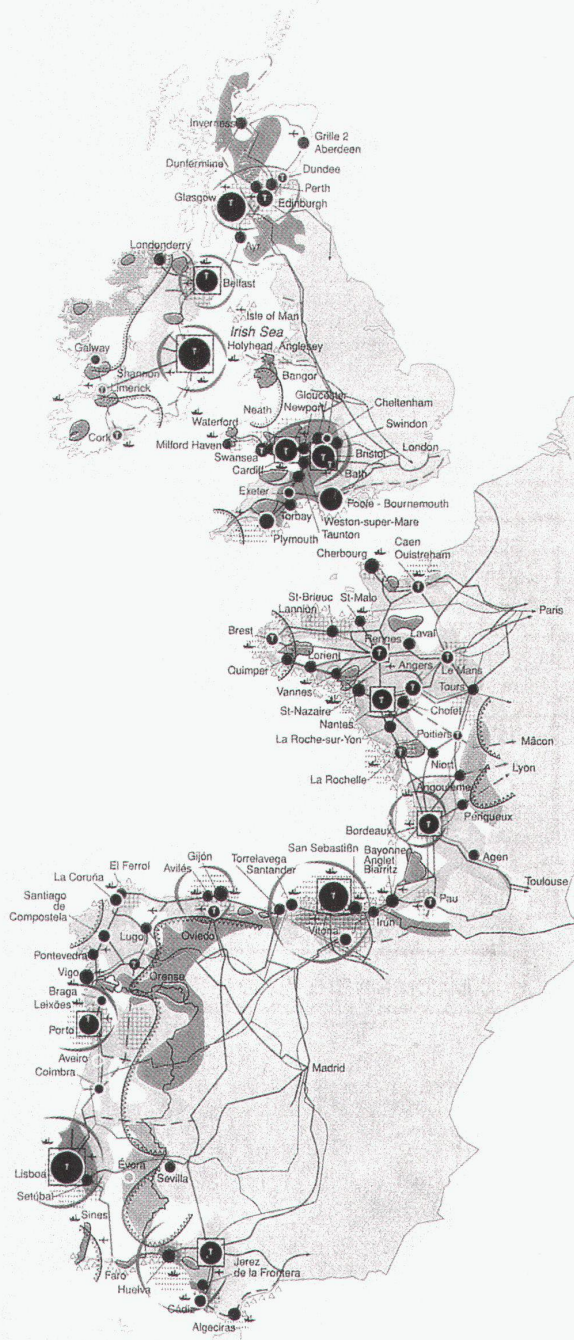 Inverness
Grille 2
Aberdeen
Dunfermline
Dundee
Perth
Glasgow
Edinburgh
Ayr
Londonderry
Belfast
Isle of Man
Irish Sea
Galway
Holyhead Anglesey
Shannon
Bangor
Limerick
Gloucester
Cheltenham
Neath
Newport
Waterford
Swindon
Cork
Milford Haven
London
Swansea
Bristol
Cardiff
Bath
Exeter
Poole - Bournemouth
Torbay
Weston-super-Mare
Taunton
Plymouth
Caen
Ouistreham
Cherbourg
St-Brieuc
St-Malo
Lannion
Paris
Brest
Rennes
Laval
Lorient
Angers
Le Mans
Quimper
Tours
Vannes
St-Nazaire
Cholet
Nantes
Poitiers
La Roche-sur-Yon
Mâcon
Niort
Lyon
La Rochelle
Angoulême
Périgueux
Bordeaux
San Sebastißn
Bayonne
Anglet
Biarritz
Agen
Gijón
Torrelavega
Santander
El Ferrol
Avilés
La Coruña
Toulouse
Santiago
de
Compostela
Pau
Irún
Lugo
Oviedo
Vitoria
Pontevedra
Vigo
Orense
Braga
Leixões
Porto
Aveiro
Madrid
Coimbra
Lisboa
Évora
Sevilla
Setúbal
Sines
Faro
Jerez
de la Frontera
Huelva
Cádiz
Algeciras